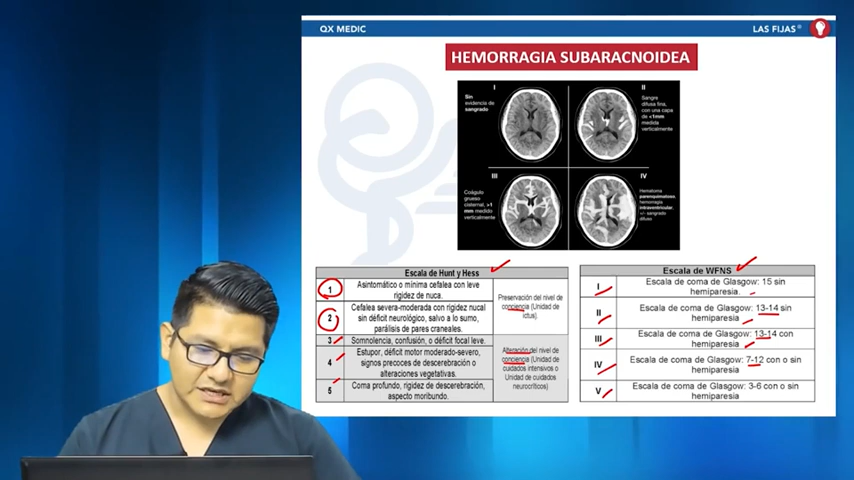 QX MEDIC
LAS FIJAS®
HEMORRAGIA SUBARACNOIDEA
I
Sin
evidencia de
sangrado
II
Sangre
difusa fina,
con una capa
de <1mm
medida
verticalmente
III
Coágulo
grueso
cisternal, >1
mm medido
verticalmente
IV
Hematoma
parenquimatoso,
hemorragia
intraventricular,
+/- sangrado
difuso
Escala de Hunt y Hess
1
Asintomático o mínima cefalea con leve
rigidez de nuca.
2
Cefalea severa-moderada con rigidez nucal
sin déficit neurológico, salvo a lo sumo,
parálisis de pares craneales.
Preservación del nivel de
conciencia (Unidad de
ictus).
3
Somnolencia, confusión, o déficit focal leve.
4
Estupor, déficit motor moderado-severo,
signos precoces de descerebración o
alteraciones vegetativas.
5
Coma profundo, rigidez de descerebración,
aspecto moribundo.
Alteración del nivel de
conciencia (Unidad de
cuidados intensivos o
Unidad de cuidados
neurocríticos)
Escala de WFNS
I
Escala de coma de Glasgow: 15 sin
hemiparesia.
II
Escala de coma de Glasgow: 13-14 sin
hemiparesia
III
Escala de coma de Glasgow: 13-14 con
hemiparesia
IV
Escala de coma de Glasgow: 7-12 con o sin
hemiparesia
V
Escala de coma de Glasgow: 3-6 con o sin
hemiparesia